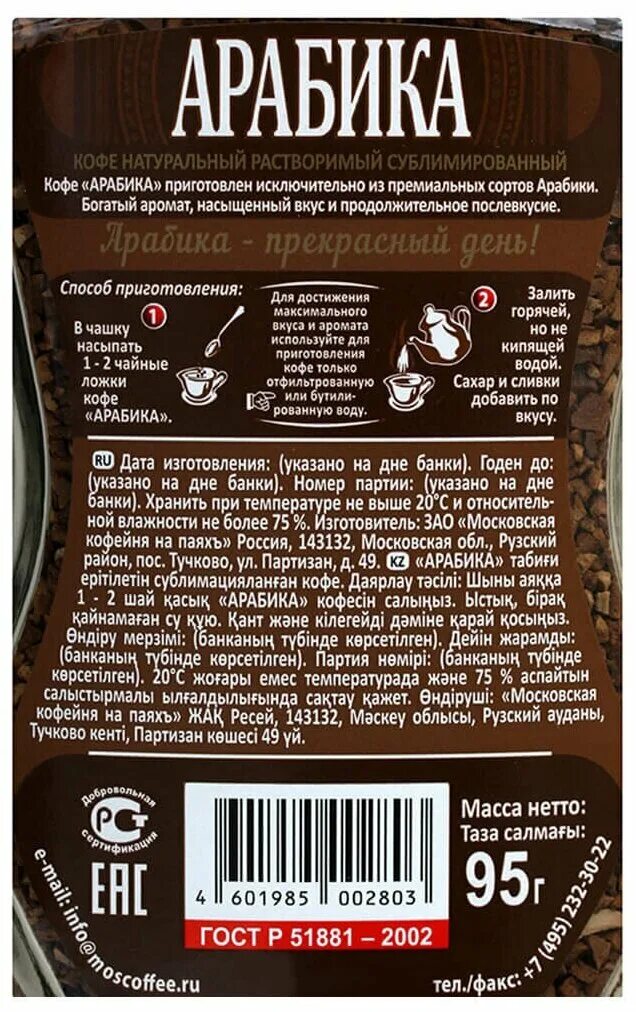 АРАБИКА
КОФЕ НАТУРАЛЬНЫЙ РАСТВОРИМЫЙ СУБЛИМИРОВАННЫЙ
Кофе «АРАБИКА» приготовлен исключительно из премиальных сортов Арабики.
Богатый аромат, насыщенный вкус и продолжительное послевкусие.
Арабика - прекрасный день!
Способ приготовления:
1
В чашку
насыпать
1 - 2 чайные
ложки
кофе
«АРАБИКА».
Для достижения
максимального
вкуса и аромата
используйте для
приготовления
кофе только
отфильтрованную
или бутили-
рованную воду.
2
Залить
горячей,
но не
кипящей
водой.
Сахар и сливки
добавить по
вкусу.
RU Дата изготовления: (указано на дне банки). Годен до:
(указано на дне банки). Номер партии: (указано на дне
банки). Хранить при температуре не выше 20°С и относитель-
ной влажности не более 75 %. Изготовитель: ЗАО «Московская
кофейня на паяхъ» Россия, 143132, Московская обл., Рузский
район, пос. Тучково, ул. Партизан, д. 49. KZ «АРАБИКА» табиғи
ерітілетін сублимацияланған кофе. Даярлау тәсілі: Шыны аяққа
1 - 2 шай қасық «АРАБИКА» кофесін салыңыз. Ыстық, бірақ
қайнамаған су құю. Қант және кілегейді дәміне қарай қосыңыз.
Өндіру мерзімі: (банканың түбінде көрсетілген). Дейін жарамды:
(банканың түбінде көрсетілген). Партия нөмірі: (банканың түбінде
көрсетілген). 20°С жоғары емес температурада және 75 % аспайтын
салыстырмалы ылғалдылығында сақтау қажет. Өндіруші: «Московская
кофейня на паяхъ» ЖАҚ Ресей, 143132, Мәскеу облысы, Рузский ауданы,
Тучково кенті, Партизан көшесі 49 үй.
Добровольная
РСТ
сертификация
EAC
e-mail: info@moscoffee.ru
4 601985 002803
ГОСТ Р 51881 – 2002
Масса нетто:
Таза салмағы:
95г
тел./факс: +7 (495) 232-30-22